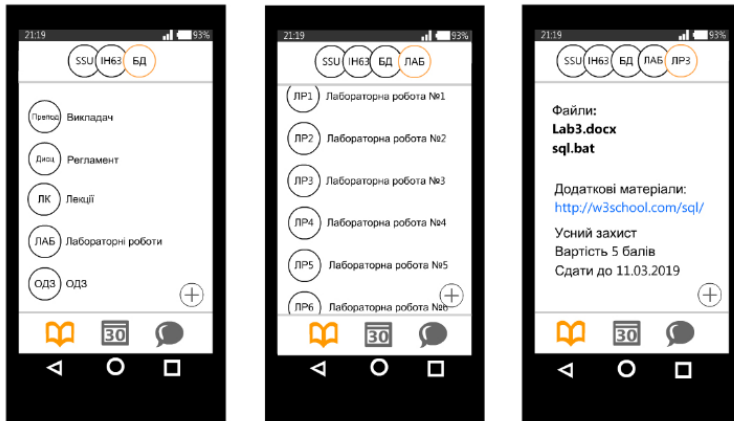 21:19 93%
SSU ІН63 БД
Препод Викладач
Дисц Регламент
ЛК Лекції
ЛАБ Лабораторні роботи
ОДЗ ОДЗ
30
21:19 93%
SSU ІН63 БД ЛАБ
ЛР1 Лабораторна робота №1
ЛР2 Лабораторна робота №2
ЛР3 Лабораторна робота №3
ЛР4 Лабораторна робота №4
ЛР5 Лабораторна робота №5
ЛР6 Лабораторна робота №6
30
21:19 93%
SSU ІН63 БД ЛАБ ЛР3
Файли:
Lab3.docx
sql.bat
Додаткові матеріали:
http://w3school.com/sql/
Усний захист
Вартість 5 балів
Сдати до 11.03.2019
30